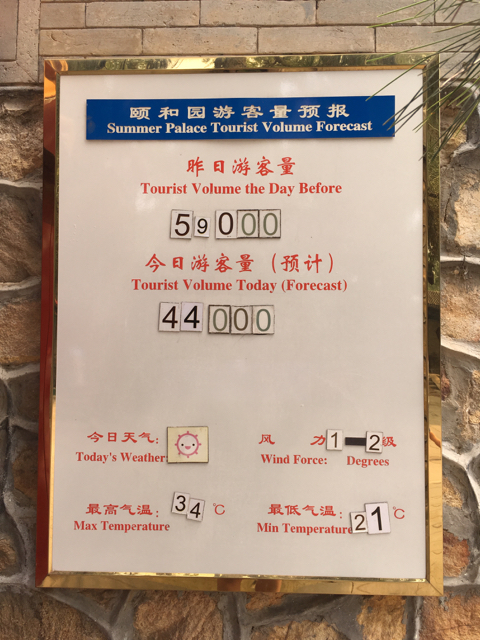 颐和园游客量预报
Summer Palace Tourist Volume Forecast
昨日游客量
Tourist Volume the Day Before
59000
今日游客量（预计）
Tourist Volume Today (Forecast)
44000
今日天气：
Today's Weather:
风 力 1-2 级
Wind Force: Degrees
最高气温： 34 ℃
Max Temperature
最低气温： 21 ℃
Min Temperature